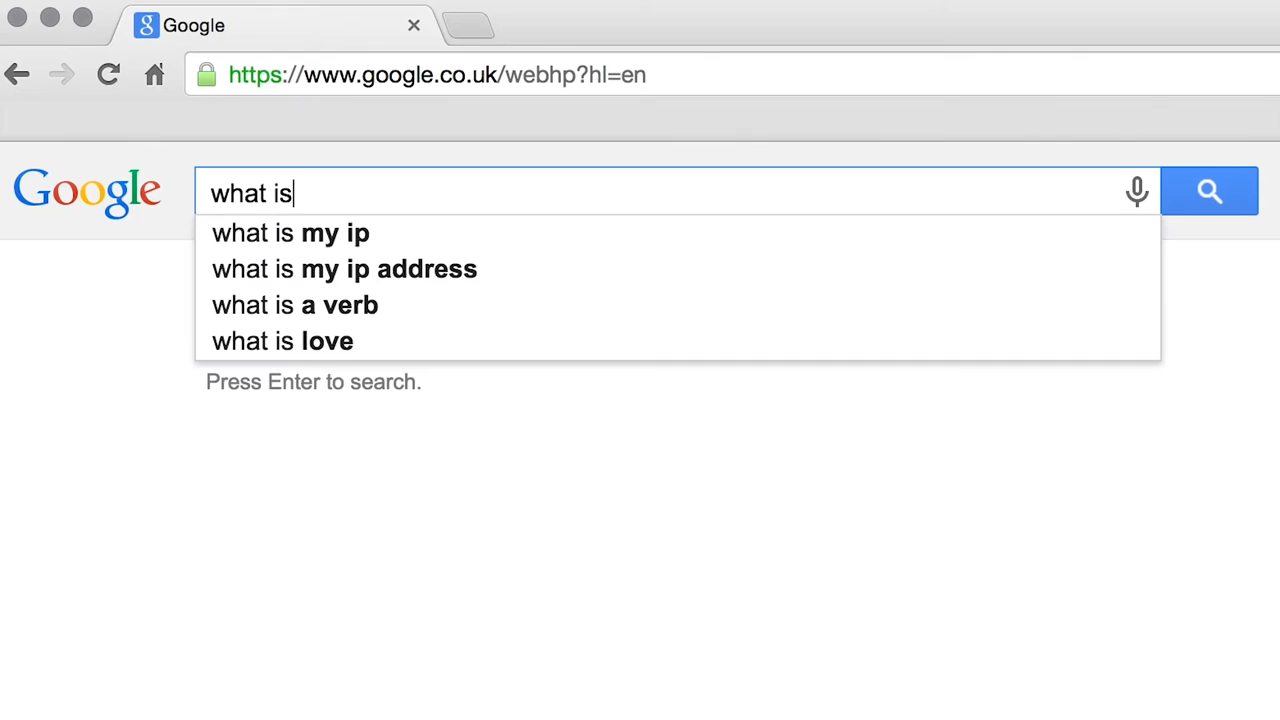 Google
https://www.google.co.uk/webhp?hl=en
Google
what is
what is my ip
what is my ip address
what is a verb
what is love
Press Enter to search.